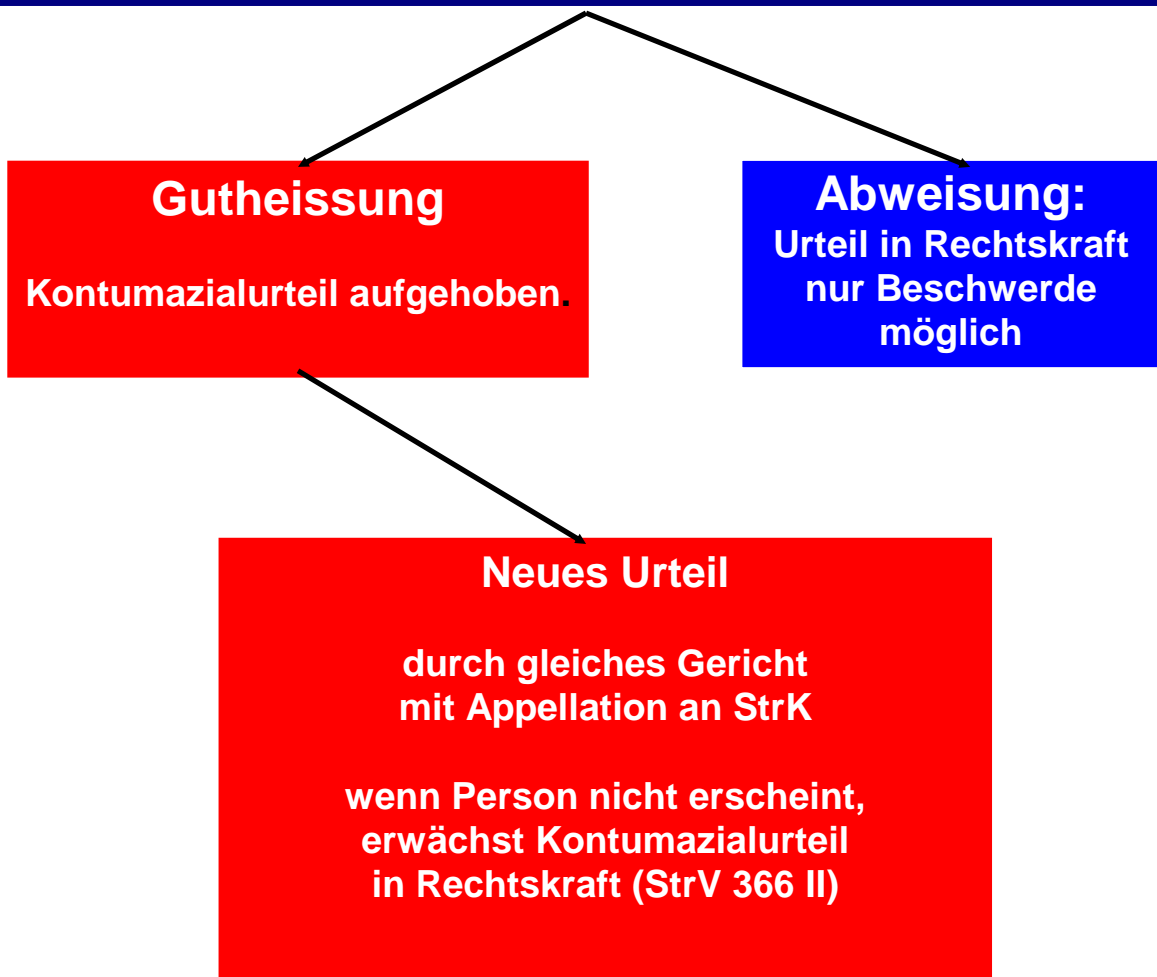 Gutheissung
Kontumazialurteil aufgehoben.
Abweisung:
Urteil in Rechtskraft
nur Beschwerde
möglich
Neues Urteil
durch gleiches Gericht
mit Appellation an StrK
wenn Person nicht erscheint,
erwächst Kontumazialurteil
in Rechtskraft (StrV 366 II)